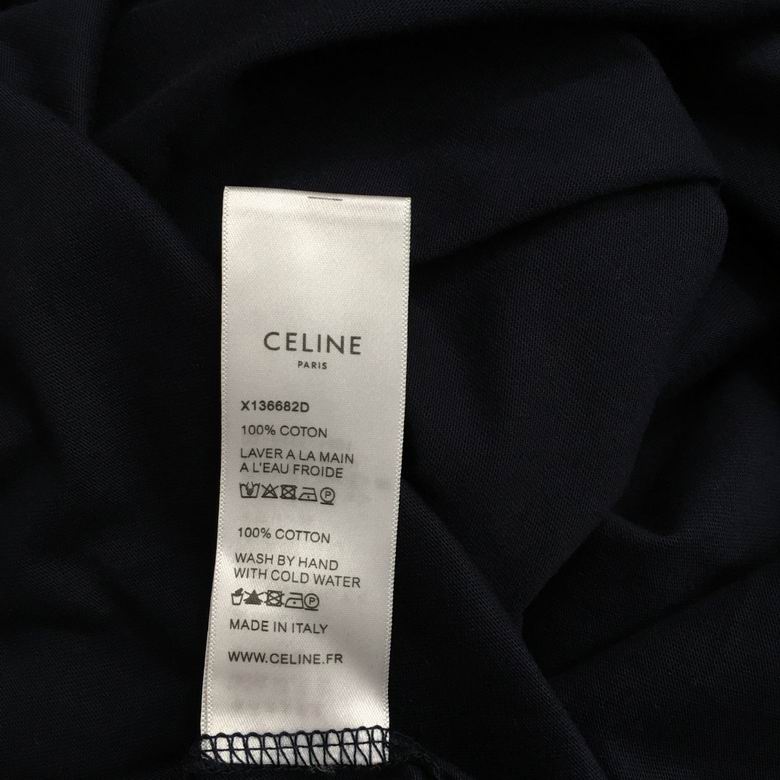 CELINE
PARIS
X136682D
100% COTON
LAVER A LA MAIN
A L'EAU FROIDE
P
100% COTTON
WASH BY HAND
WITH COLD WATER
P
MADE IN ITALY
WWW.CELINE.FR